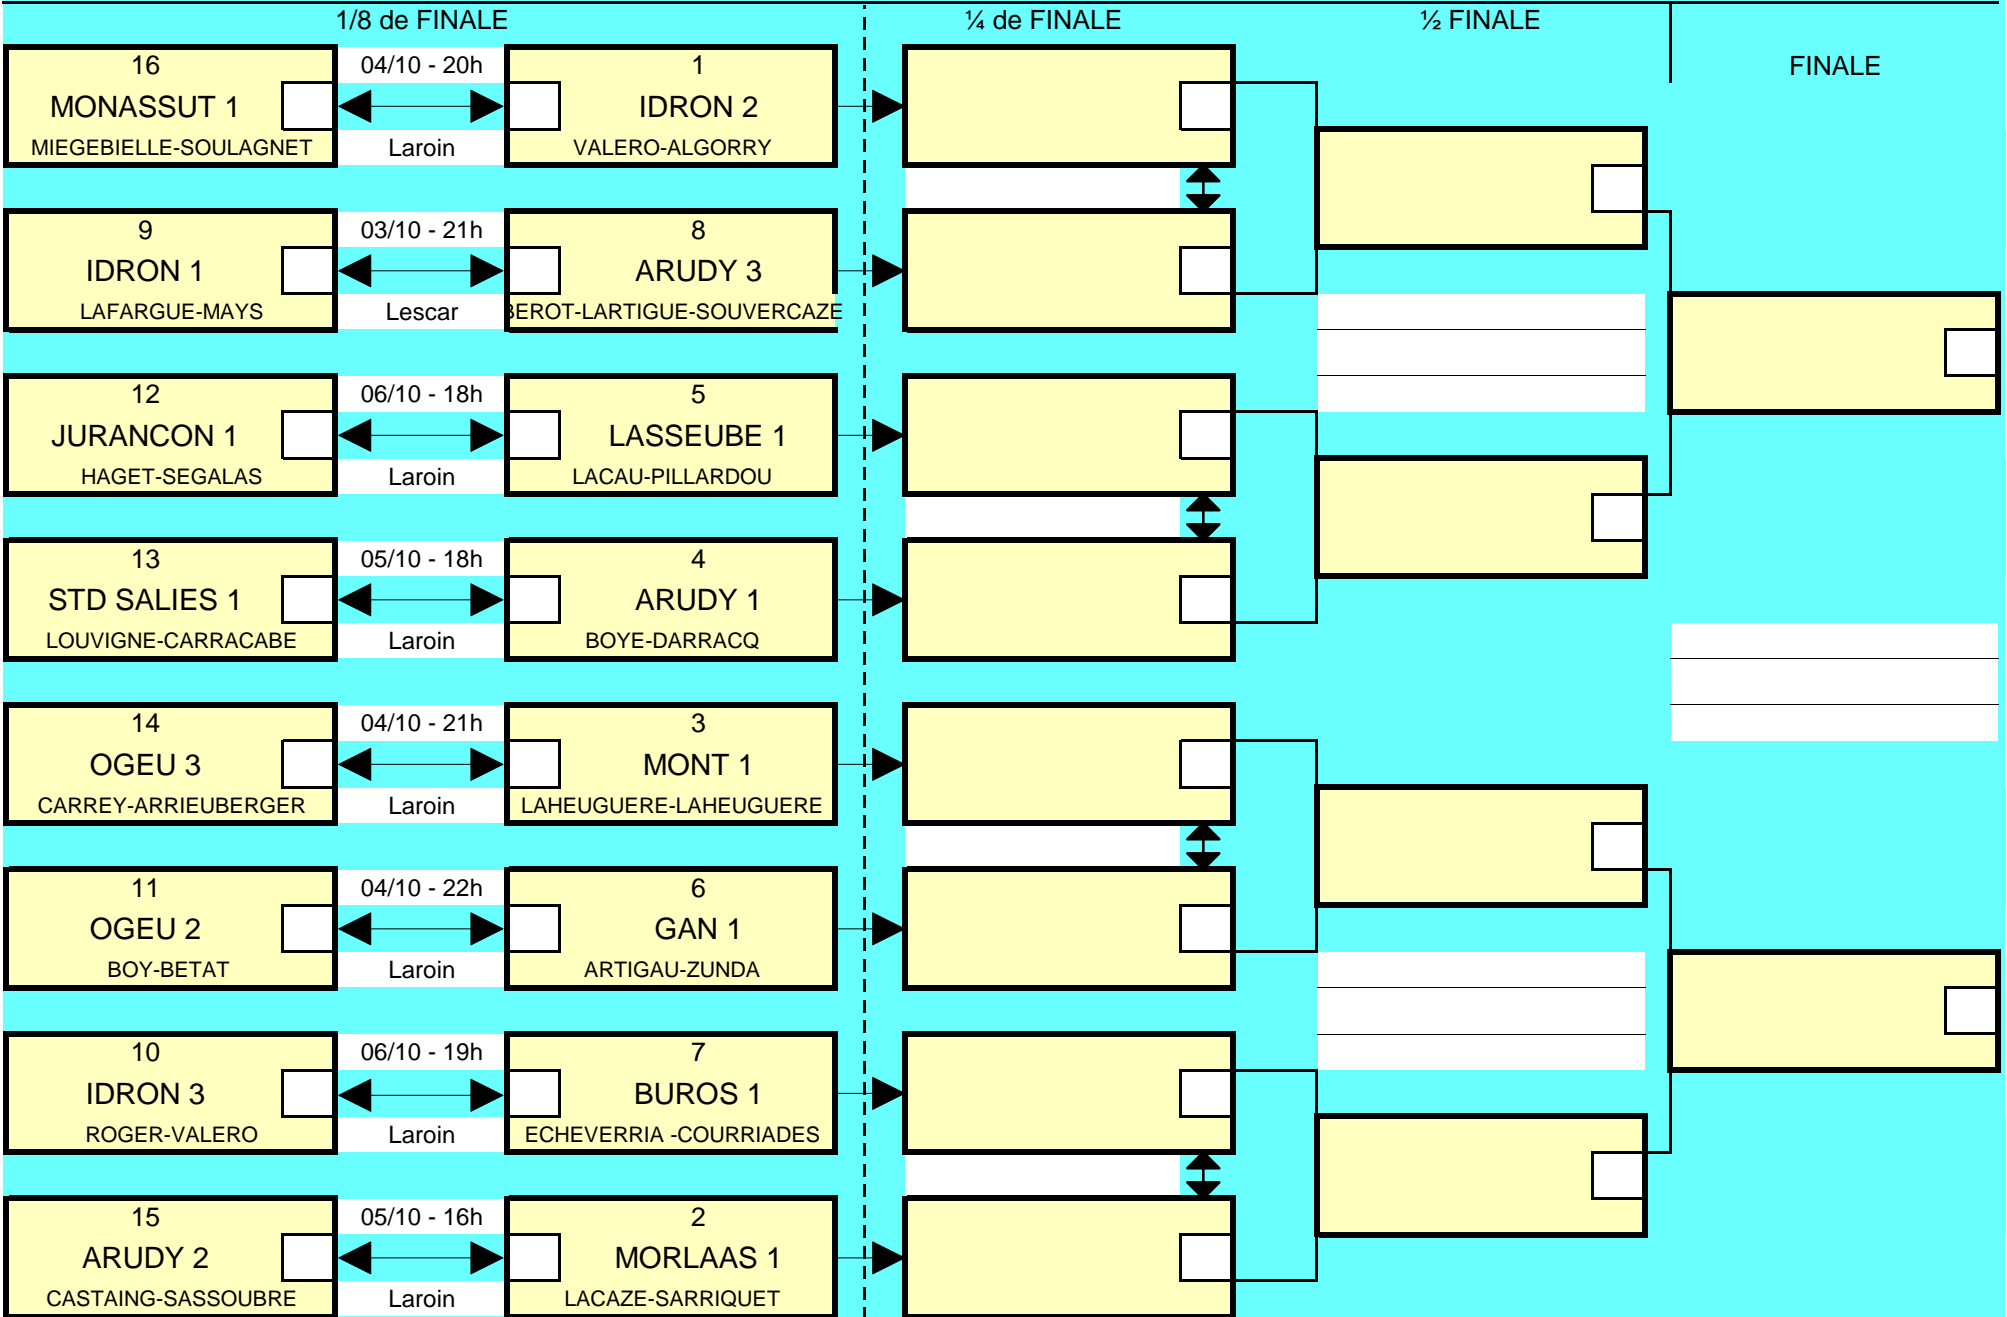 1/8 de FINALE
¼ de FINALE
½ FINALE
FINALE
16
04/10 - 20h
1
MONASSUT 1
IDRON 2
MIEGEBIELLE-SOULAGNET
Laroin
VALERO-ALGORRY
9
03/10 - 21h
8
IDRON 1
ARUDY 3
LAFARGUE-MAYS
Lescar
BEROT-LARTIGUE-SOUVERCAZE
12
06/10 - 18h
5
JURANCON 1
LASSEUBE 1
HAGET-SEGALAS
Laroin
LACAU-PILLARDOU
13
05/10 - 18h
4
STD SALIES 1
ARUDY 1
LOUVIGNE-CARRACABE
Laroin
BOYE-DARRACQ
14
04/10 - 21h
3
OGEU 3
MONT 1
CARREY-ARRIEUBERGER
Laroin
LAHEUGUERE-LAHEUGUERE
11
04/10 - 22h
6
OGEU 2
GAN 1
BOY-BETAT
Laroin
ARTIGAU-ZUNDA
10
06/10 - 19h
7
IDRON 3
BUROS 1
ROGER-VALERO
Laroin
ECHEVERRIA -COURRIADES
15
05/10 - 16h
2
ARUDY 2
MORLAAS 1
CASTAING-SASSOUBRE
Laroin
LACAZE-SARRIQUET